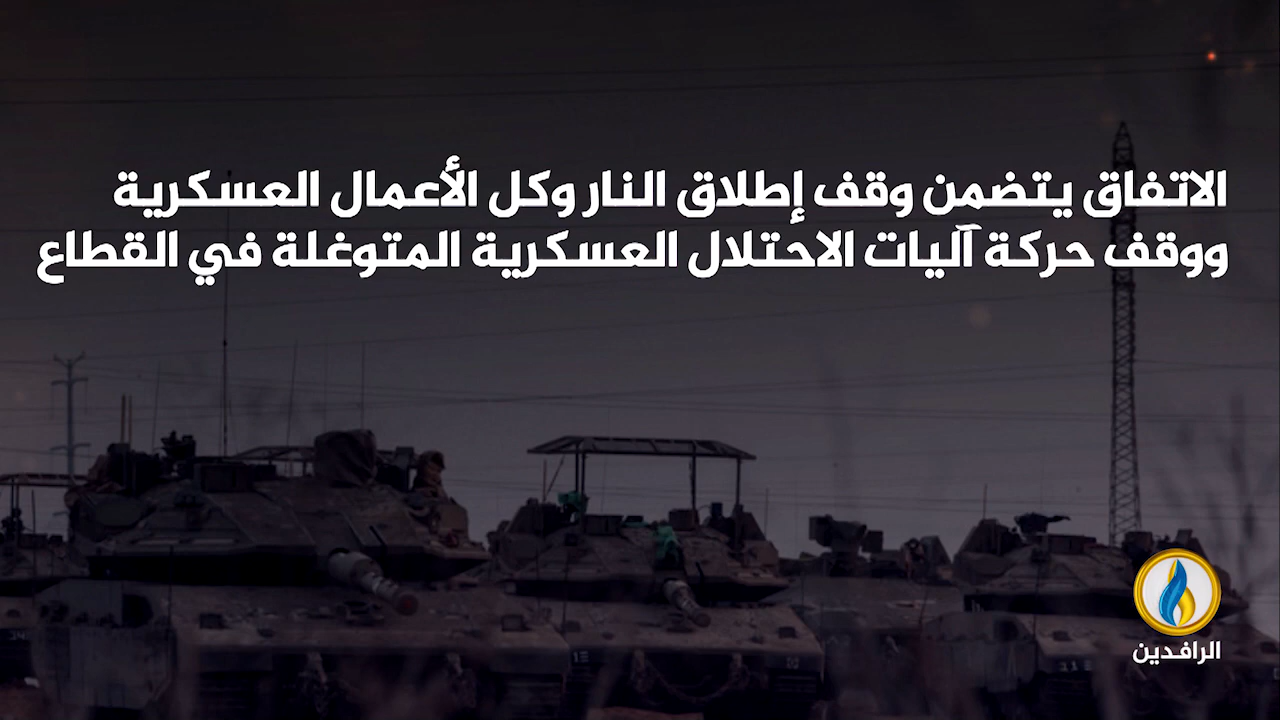 الاتفاق يتضمن وقف إطلاق النار وكل الأعمال العسكرية
ووقف حركة آليات الاحتلال العسكرية المتوغلة في القطاع
الرافدين